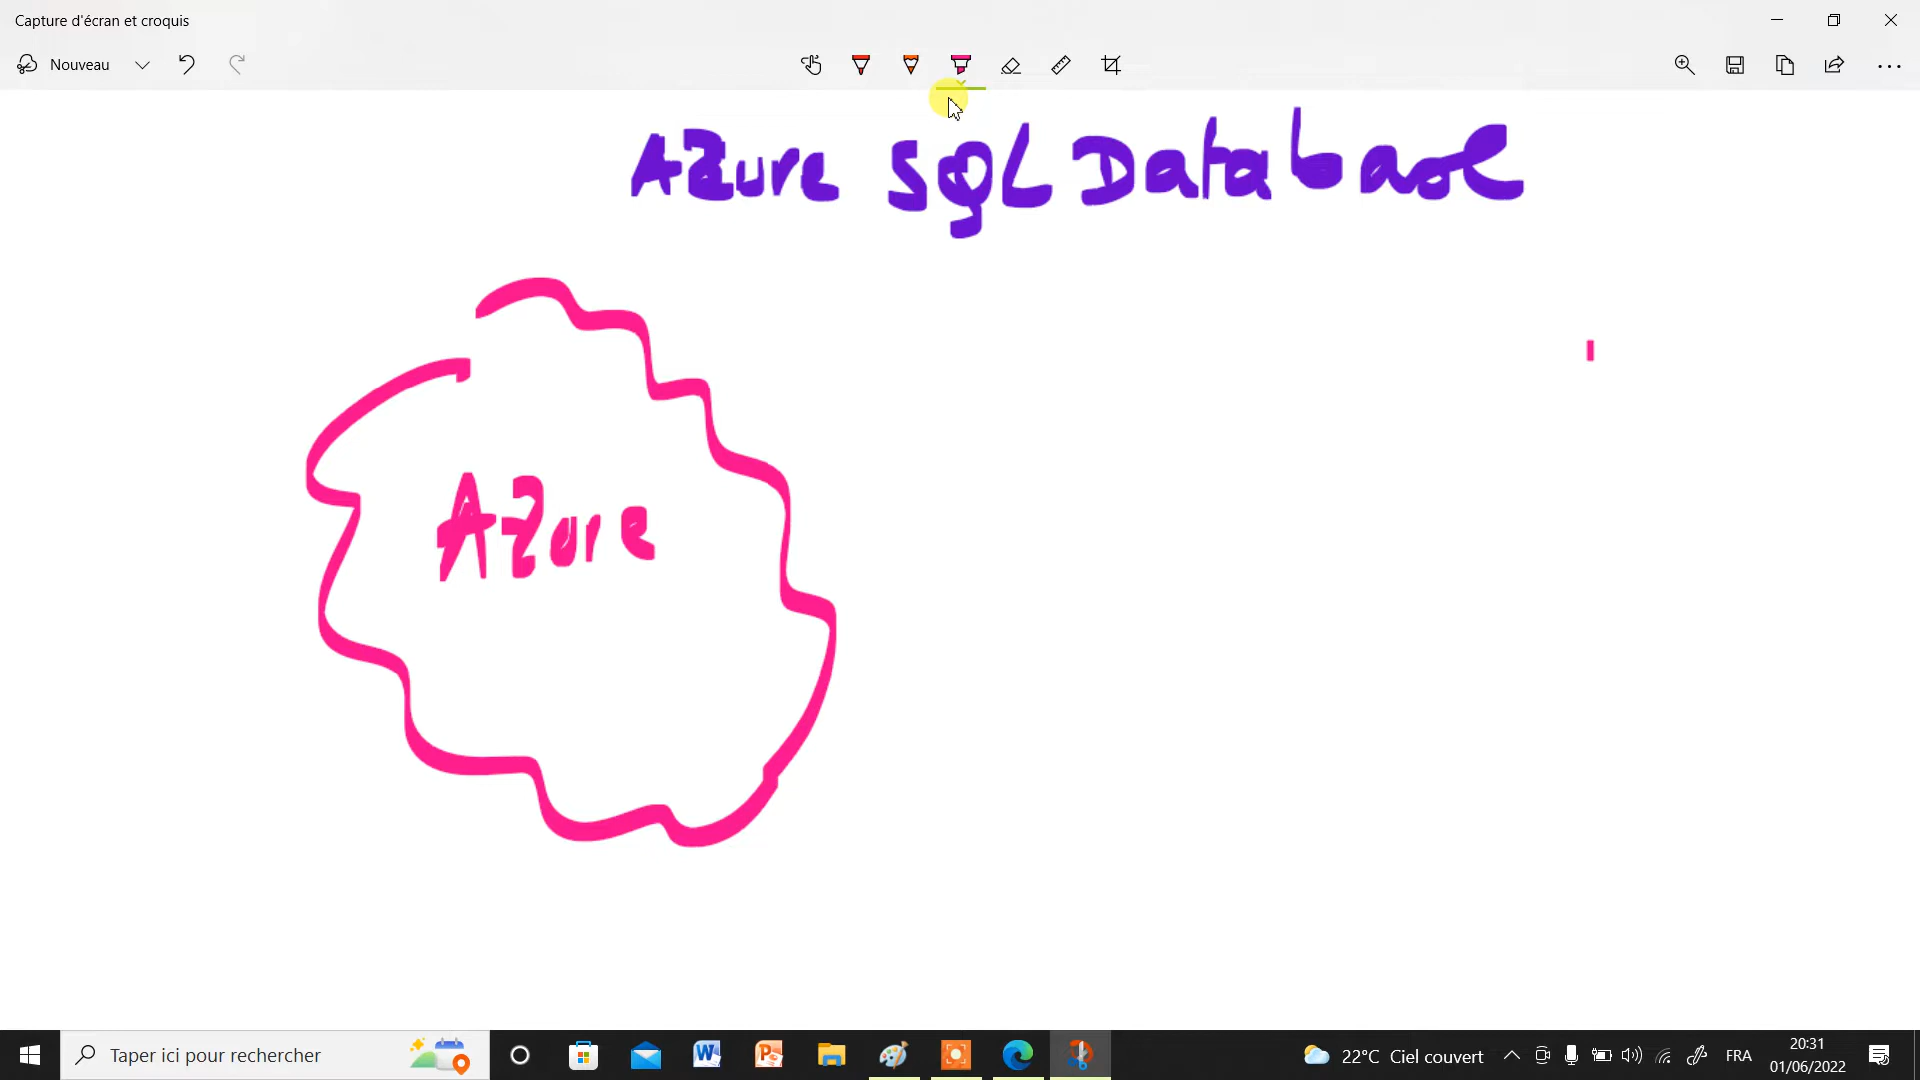 Capture d'écran et croquis
Nouveau
Azure SQL Database
Azure
Taper ici pour rechercher
22°C Ciel couvert
FRA
20:31
01/06/2022